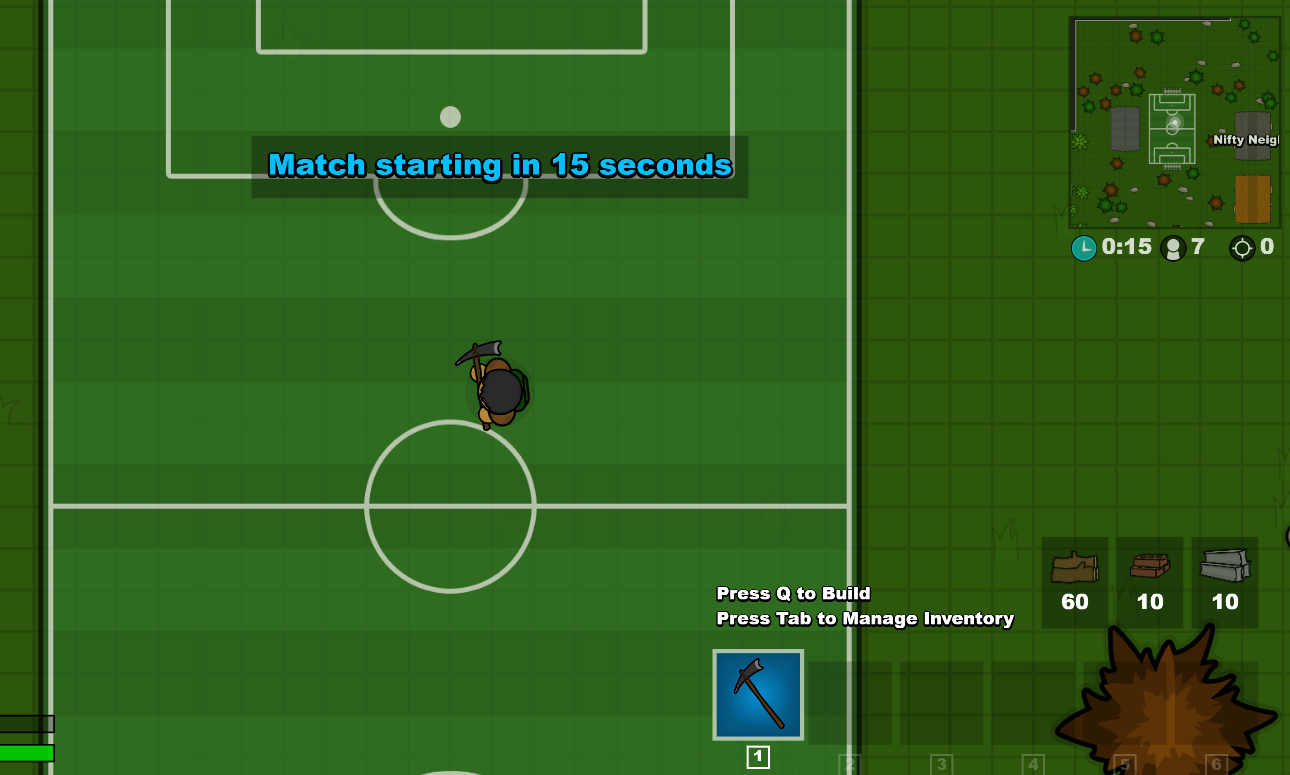 Match starting in 15 seconds
Nifty Neig
0:15 7 0
60 10 10
Press Q to Build
Press Tab to Manage Inventory
1 2 3 4 5 6